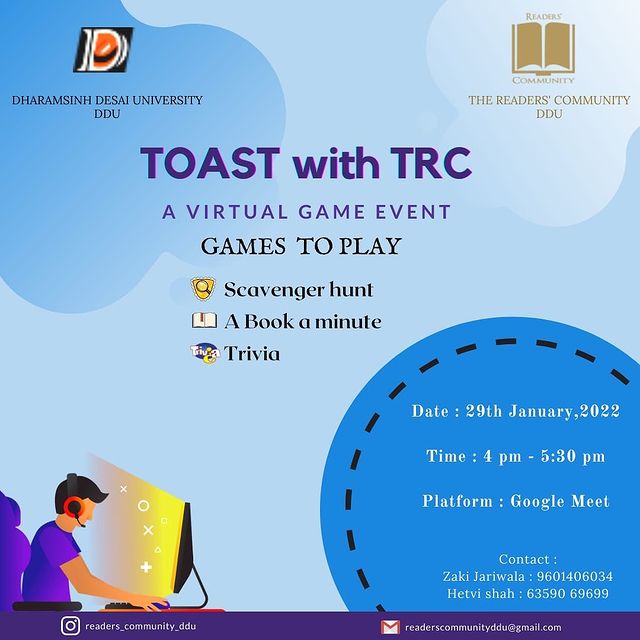 DHARAMSINH DESAI UNIVERSITY
DDU
READERS'
COMMUNITY
THE READERS' COMMUNITY
DDU
TOAST with TRC
A VIRTUAL GAME EVENT
GAMES TO PLAY
Scavenger hunt
A Book a minute
Trivia
Trivia
Date : 29th January,2022
Time : 4 pm - 5:30 pm
Platform : Google Meet
Contact :
Zaki Jariwala : 9601406034
Hetvi shah : 63590 69699
readers_community_ddu
readerscommunityddu@gmail.com